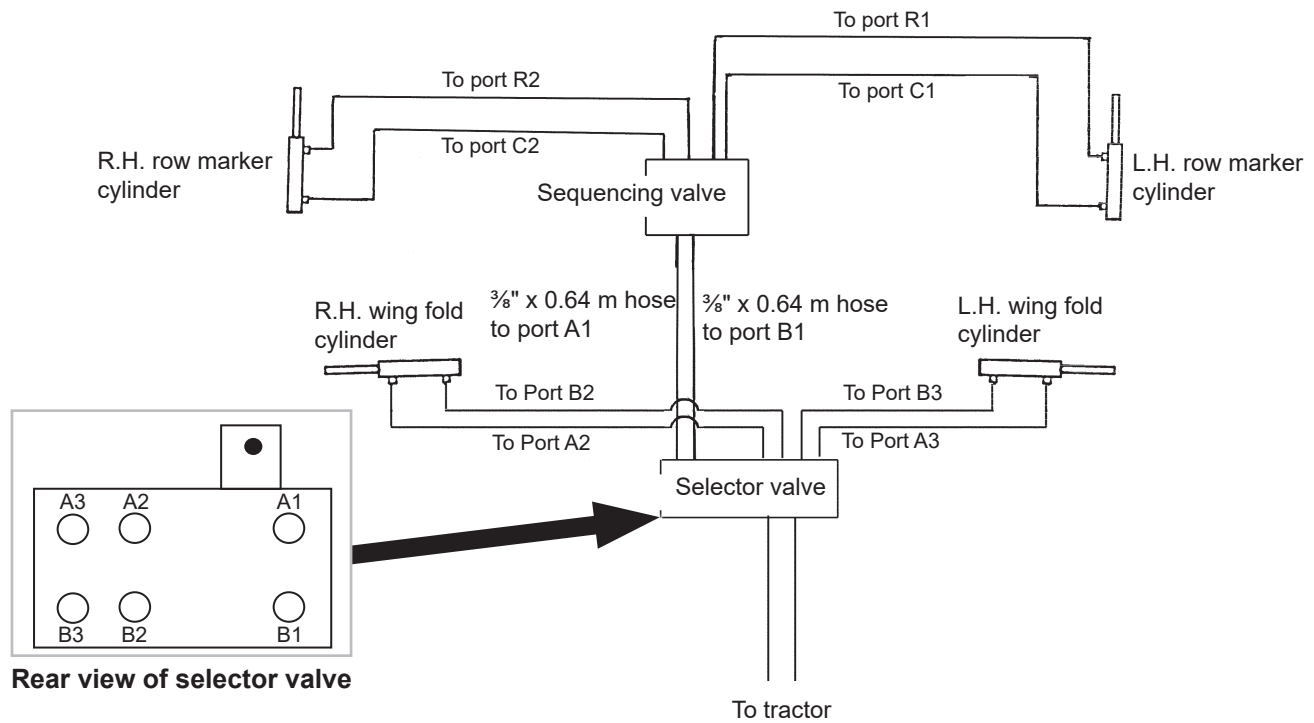 To port R1
To port R2
To port C1
To port C2
R.H. row marker
cylinder
Sequencing valve
L.H. row marker
cylinder
R.H. wing fold
cylinder
⅜" x 0.64 m hose
to port A1
⅜" x 0.64 m hose
to port B1
L.H. wing fold
cylinder
To Port B2
To Port B3
To Port A2
To Port A3
Selector valve
A3 A2 A1
B3 B2 B1
Rear view of selector valve
To tractor